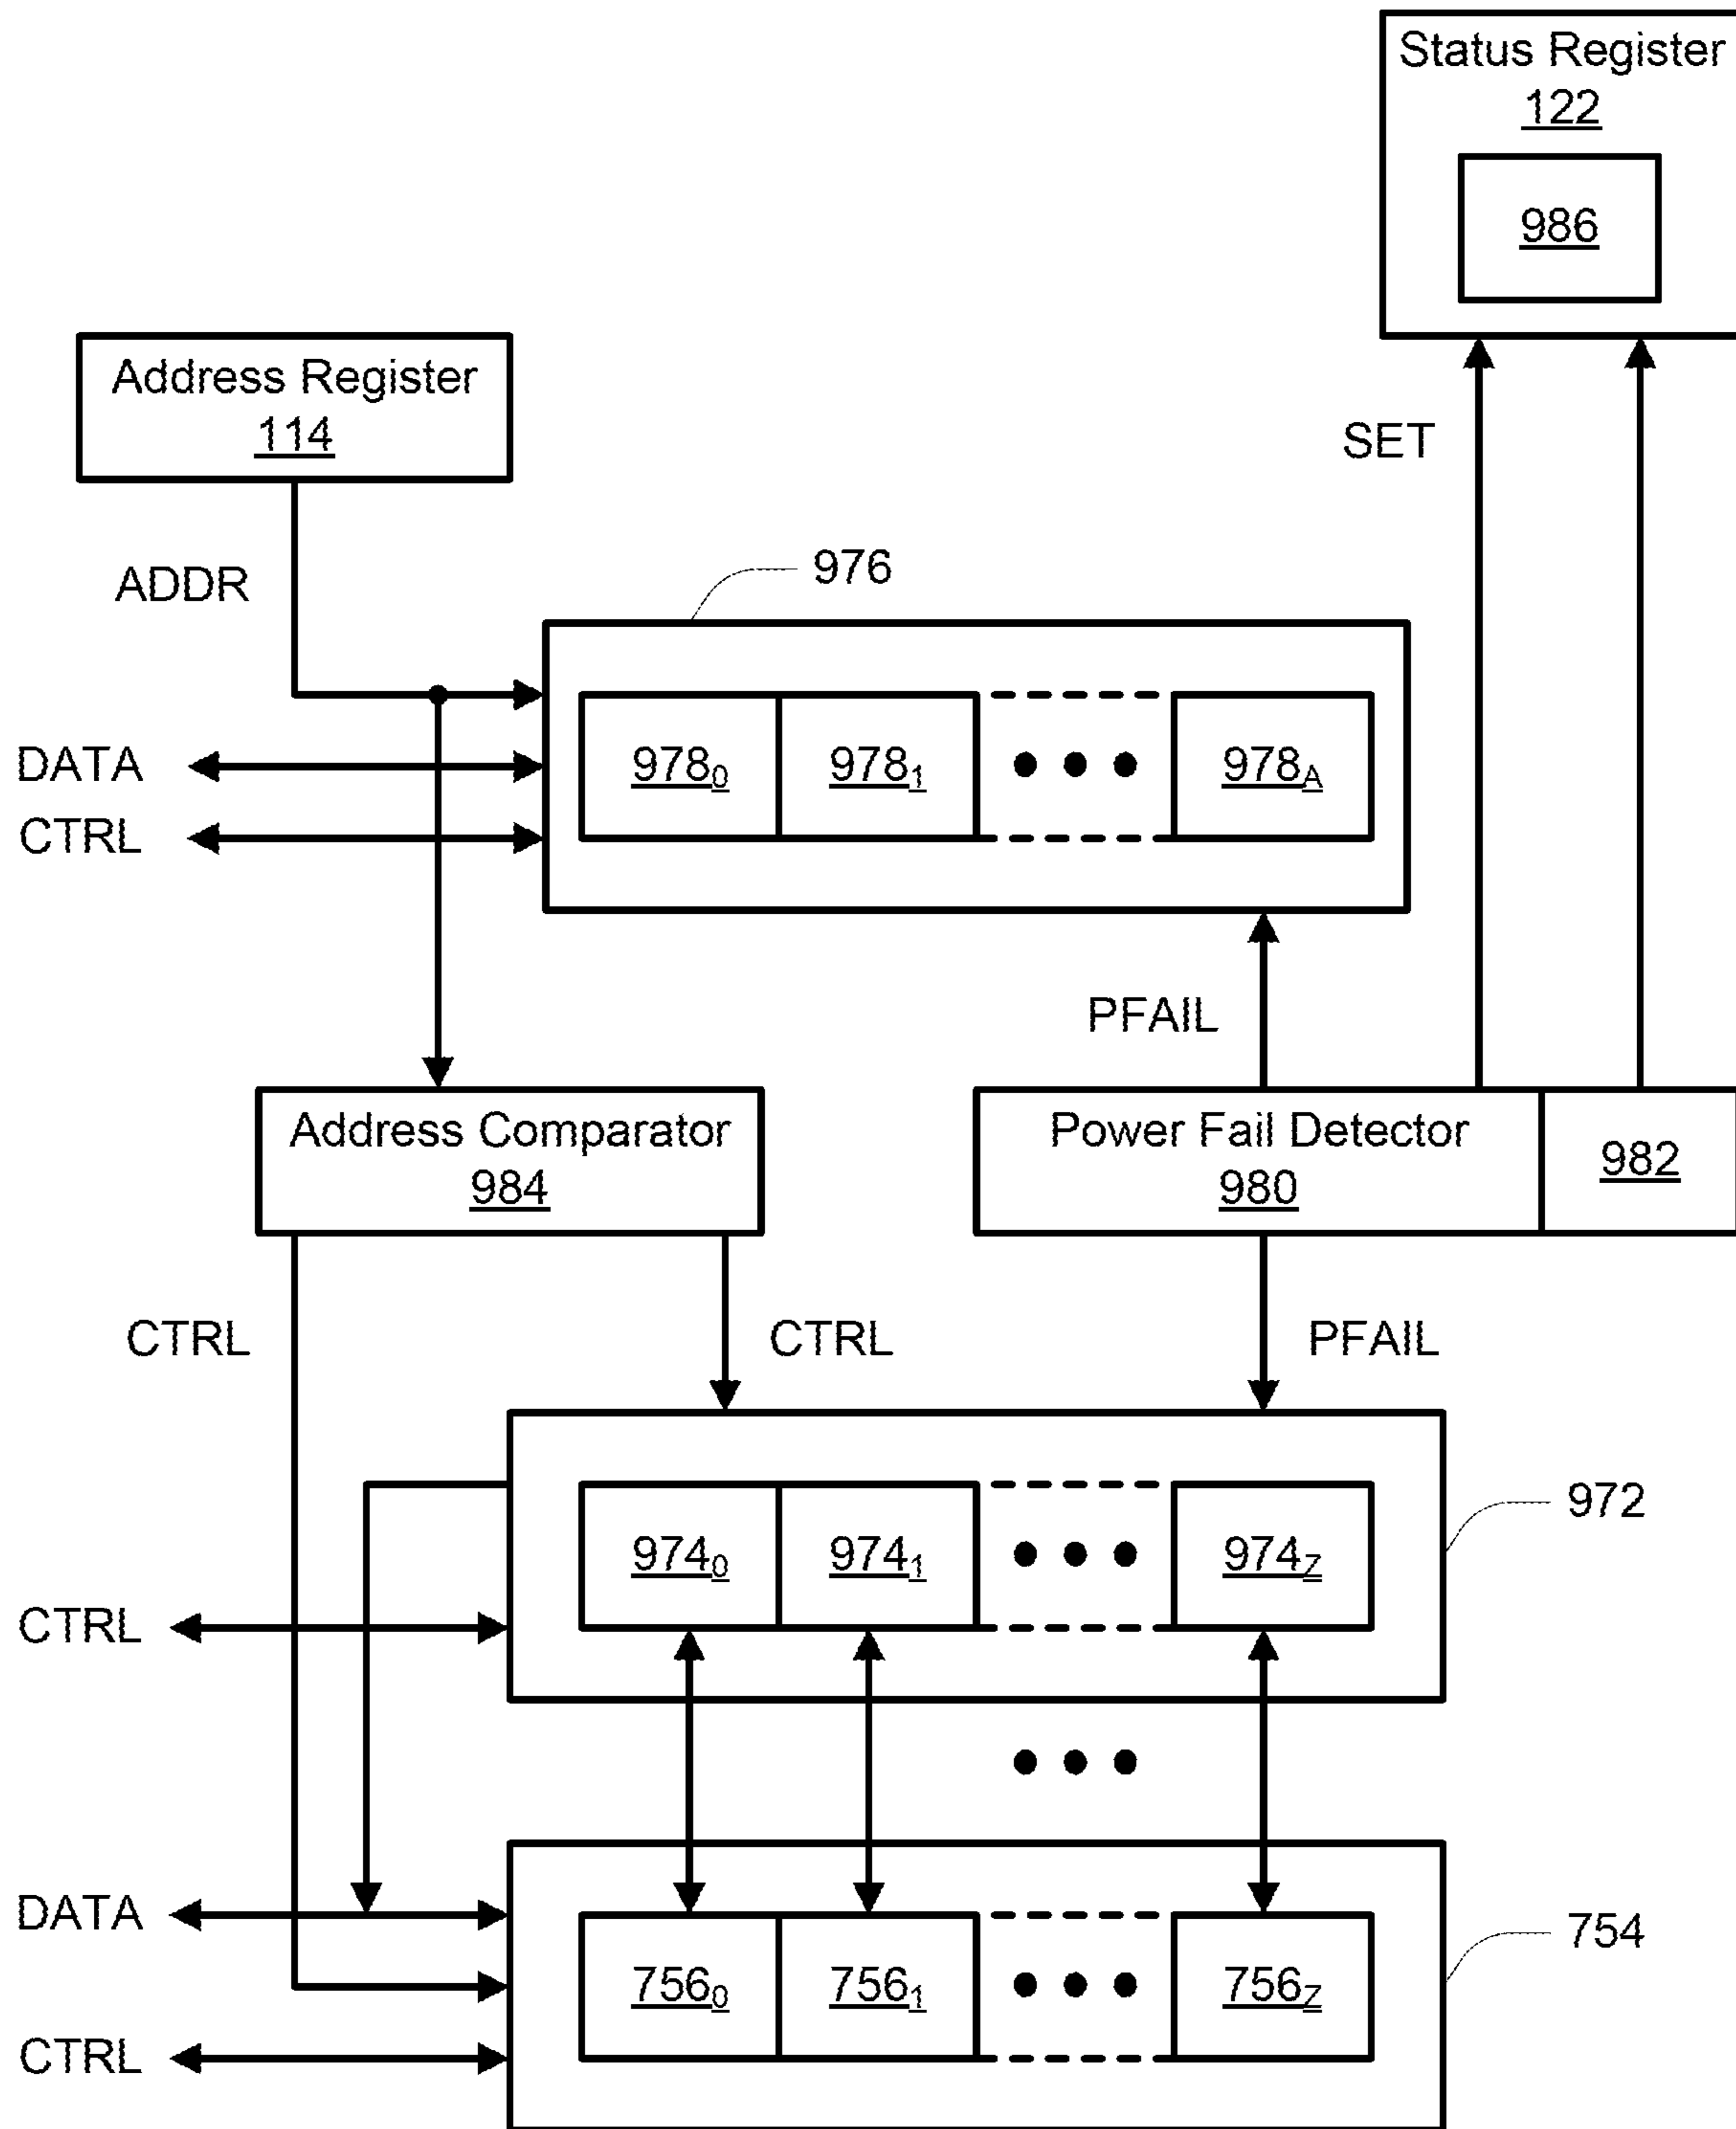 Status Register
122
986
Address Register
114
SET
ADDR
976
DATA
978₀ 978₁ 978A
CTRL
PFAIL
Address Comparator
984
Power Fail Detector
980
982
CTRL
CTRL
PFAIL
972
974₀ 974₁ 974Z
CTRL
DATA
754
756₀ 756₁ 756Z
CTRL